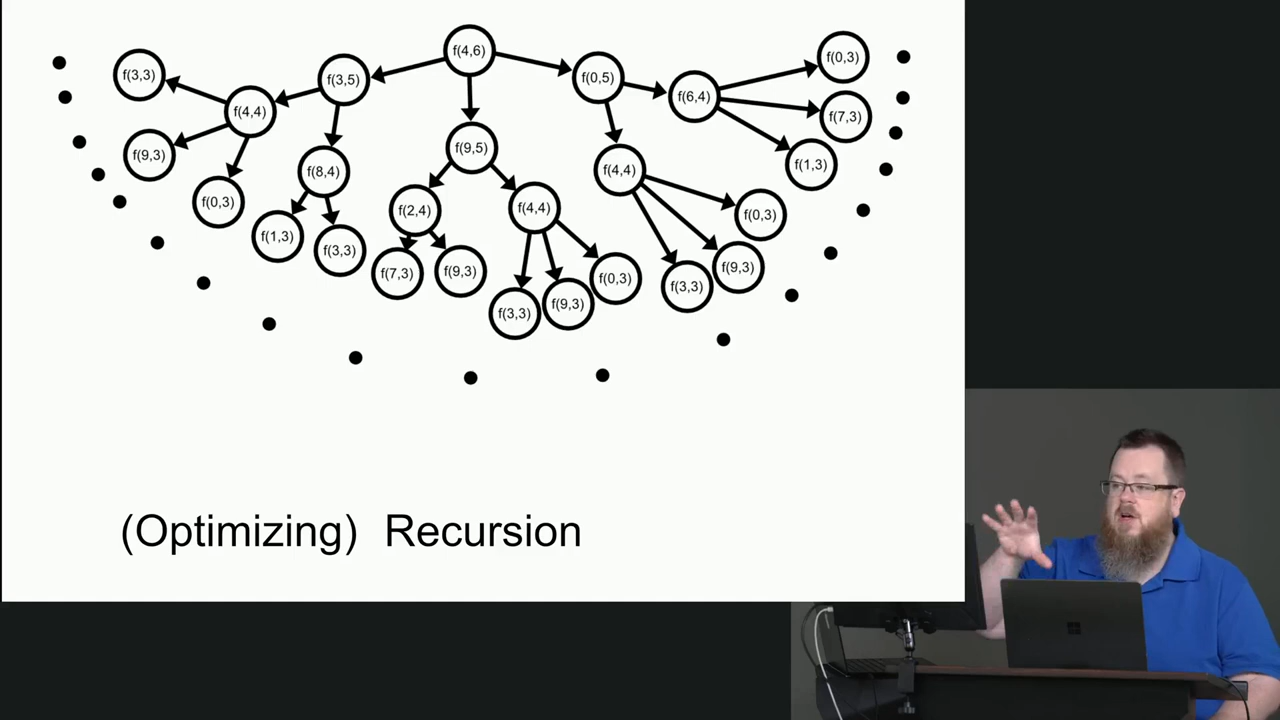 f(4,6)
f(3,3)
f(3,5)
f(0,5)
f(0,3)
f(4,4)
f(6,4)
f(7,3)
f(9,3)
f(8,4)
f(9,5)
f(4,4)
f(1,3)
f(0,3)
f(2,4)
f(4,4)
f(0,3)
f(1,3)
f(3,3)
f(7,3)
f(9,3)
f(0,3)
f(9,3)
f(3,3)
f(9,3)
f(3,3)
(Optimizing) Recursion